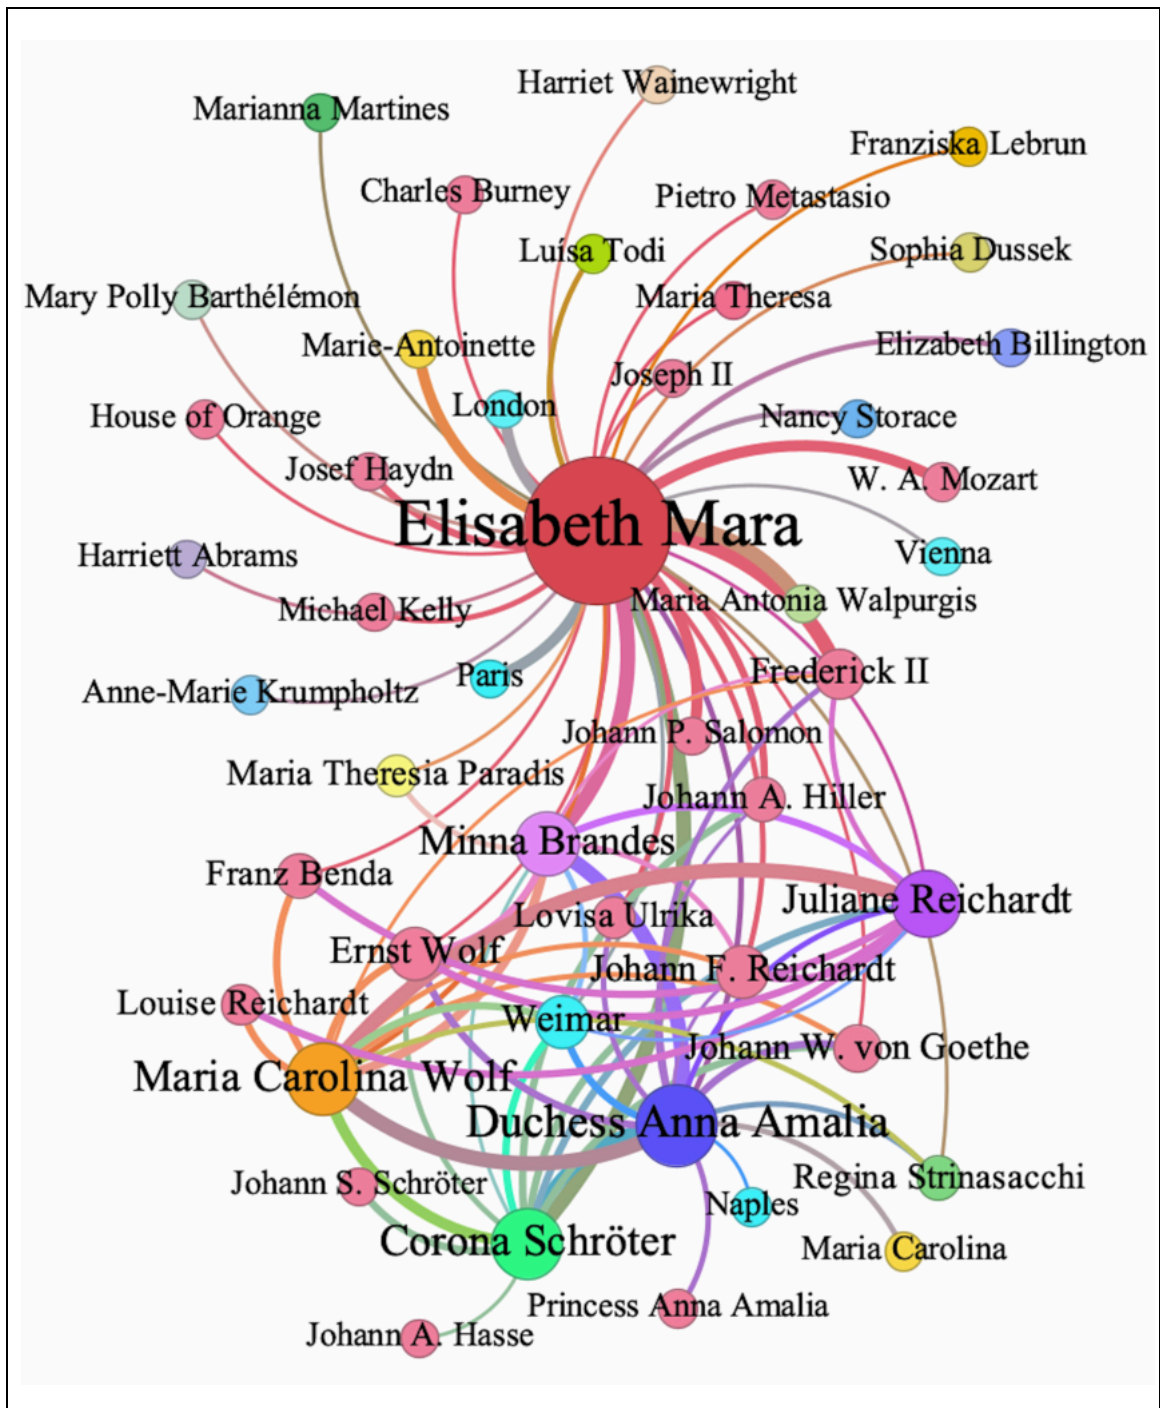 Harriet Wainewright
Marianna Martines
Franziska Lebrun
Charles Burney
Pietro Metastasio
Luísa Todi
Sophia Dussek
Mary Polly Barthélémon
Maria Theresa
Marie-Antoinette
Elizabeth Billington
Joseph II
London
House of Orange
Nancy Storace
Josef Haydn
W. A. Mozart
Elisabeth Mara
Harriett Abrams
Vienna
Michael Kelly
Maria Antonia Walpurgis
Frederick II
Paris
Anne-Marie Krumpholtz
Johann P. Salomon
Maria Theresia Paradis
Johann A. Hiller
Minna Brandes
Franz Benda
Juliane Reichardt
Lovisa Ulrika
Ernst Wolf
Johann F. Reichardt
Louise Reichardt
Weimar
Johann W. von Goethe
Maria Carolina Wolf
Duchess Anna Amalia
Regina Strinasacchi
Johann S. Schröter
Naples
Corona Schröter
Maria Carolina
Princess Anna Amalia
Johann A. Hasse